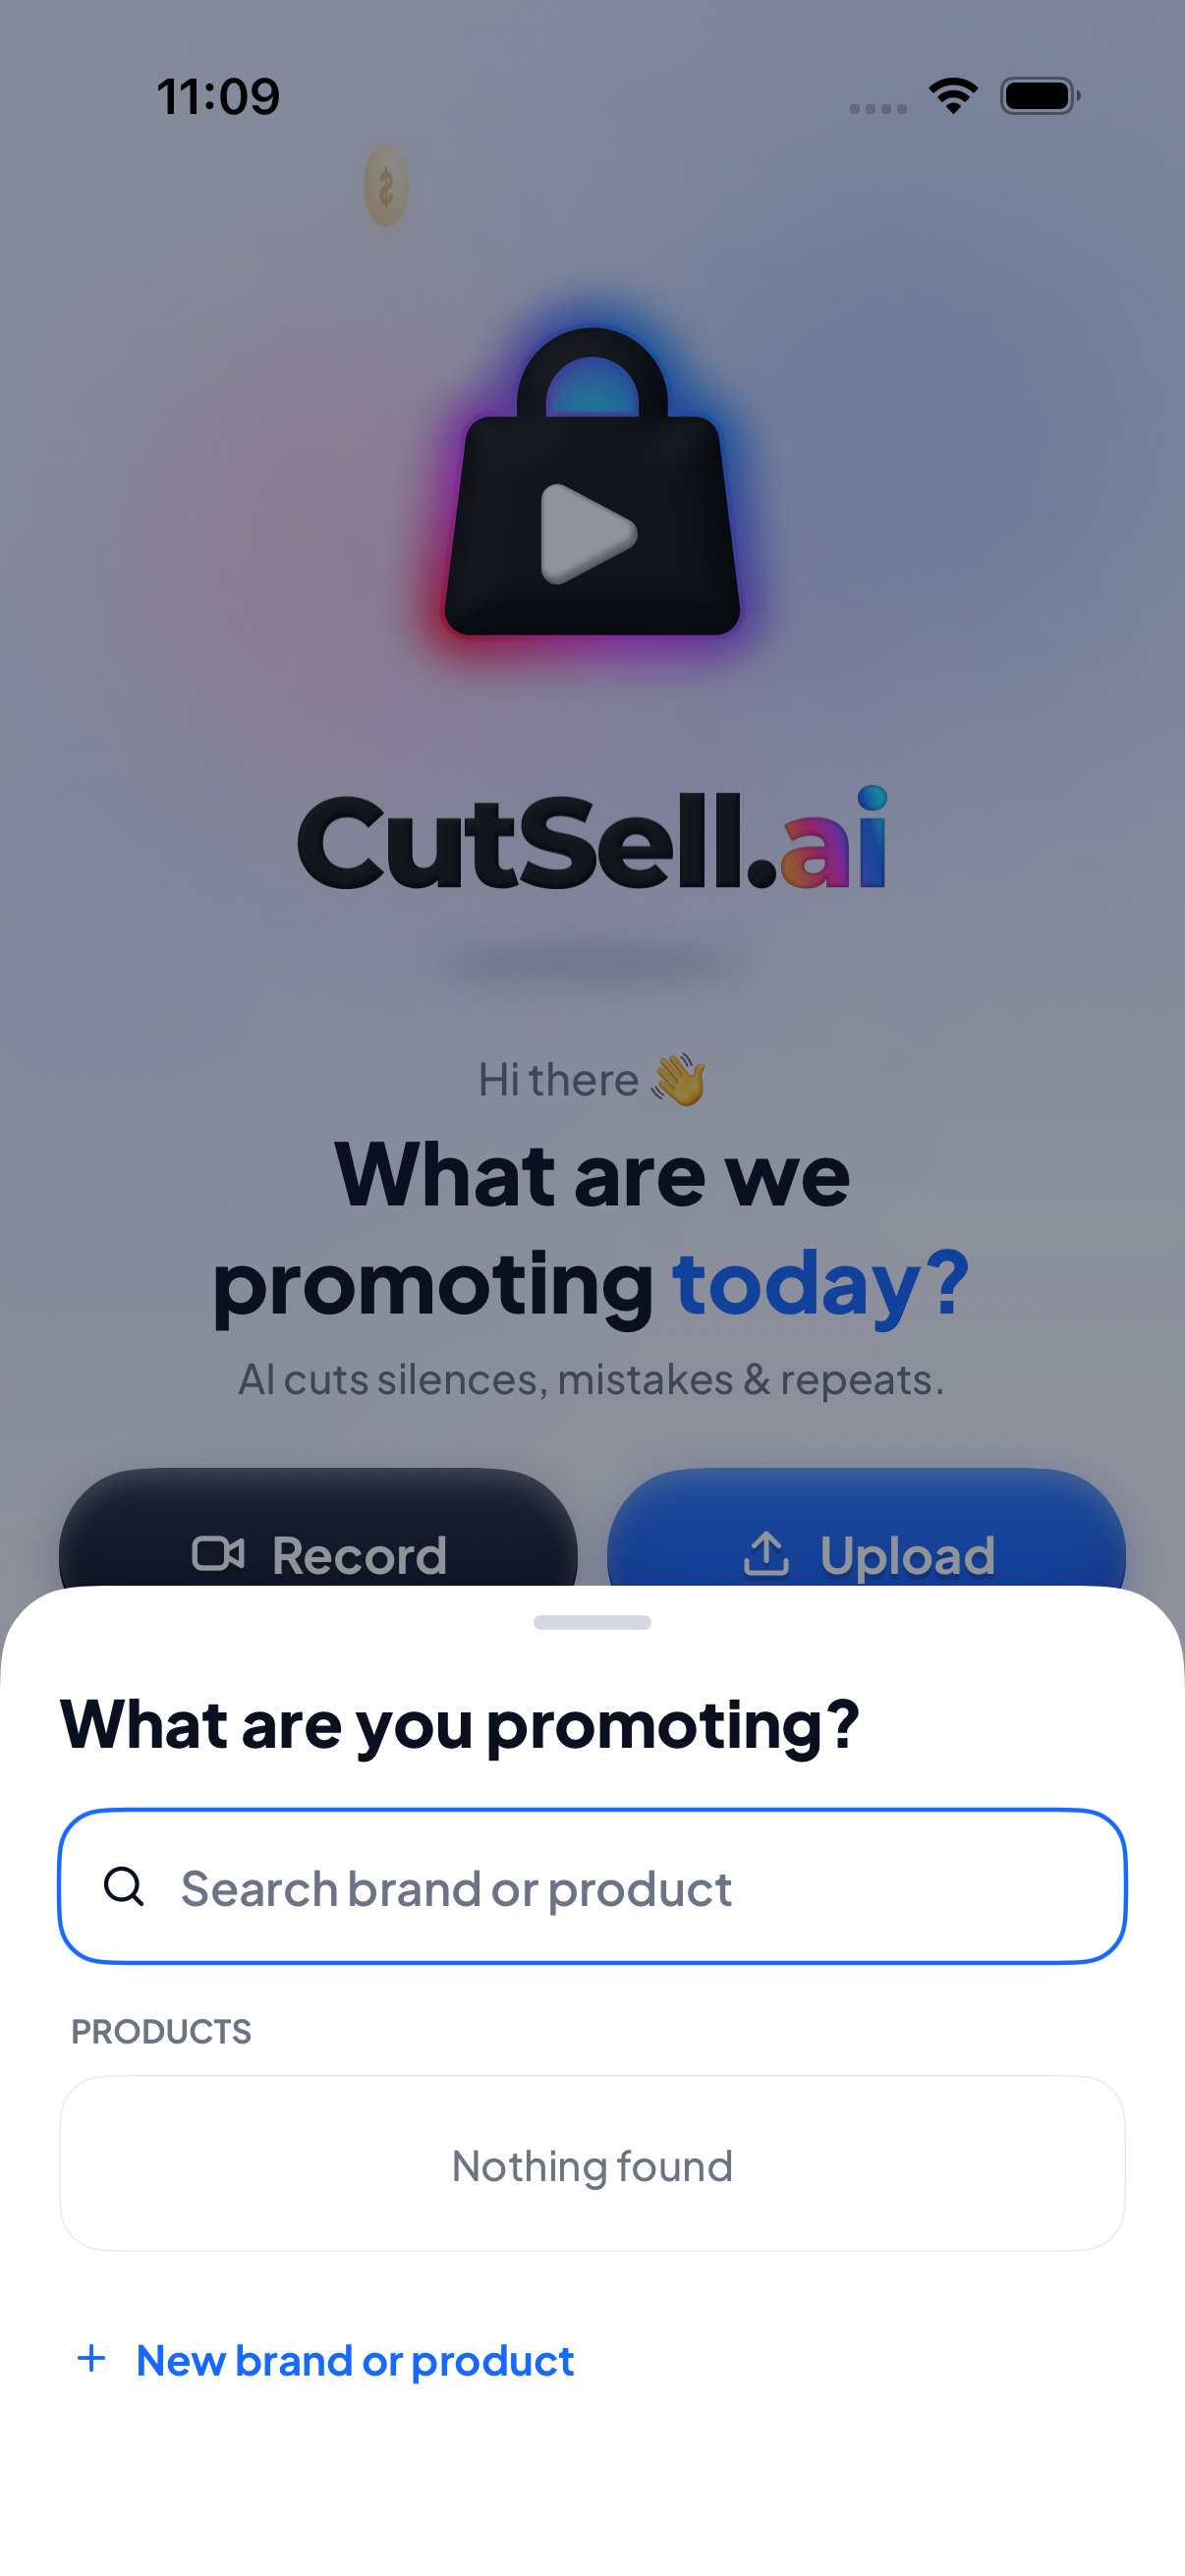 11:09
$
CutSell.ai
Hi there 👋
What are we
promoting today?
AI cuts silences, mistakes & repeats.
Record
Upload
What are you promoting?
Search brand or product
PRODUCTS
Nothing found
+ New brand or product